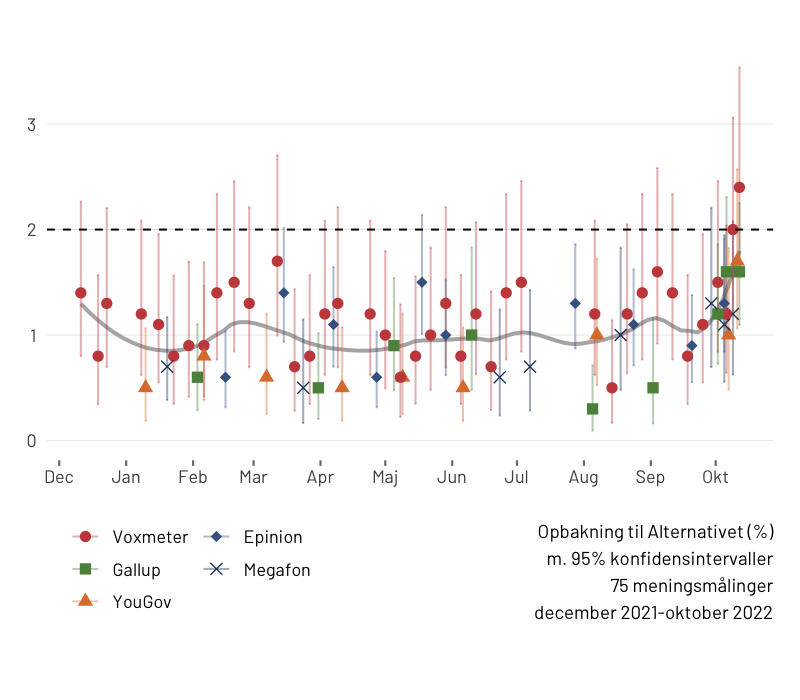 3
2
1
0
Dec Jan Feb Mar Apr Maj Jun Jul Aug Sep Okt
Voxmeter Epinion
Gallup Megafon
YouGov
Opbakning til Alternativet (%)
m. 95% konfidensintervaller
75 meningsmålinger
december 2021-oktober 2022